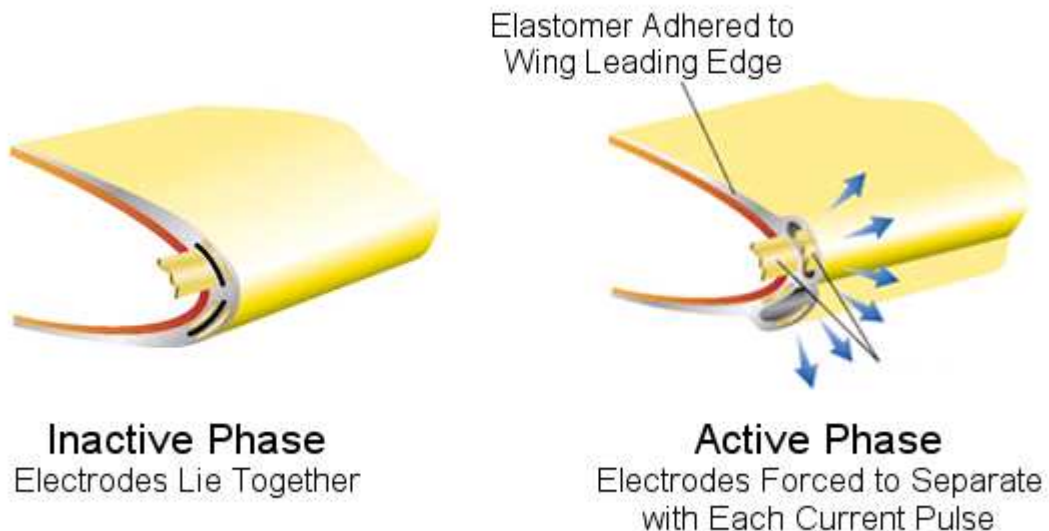 Elastomer Adhered to
Wing Leading Edge
Inactive Phase
Electrodes Lie Together
Active Phase
Electrodes Forced to Separate
with Each Current Pulse